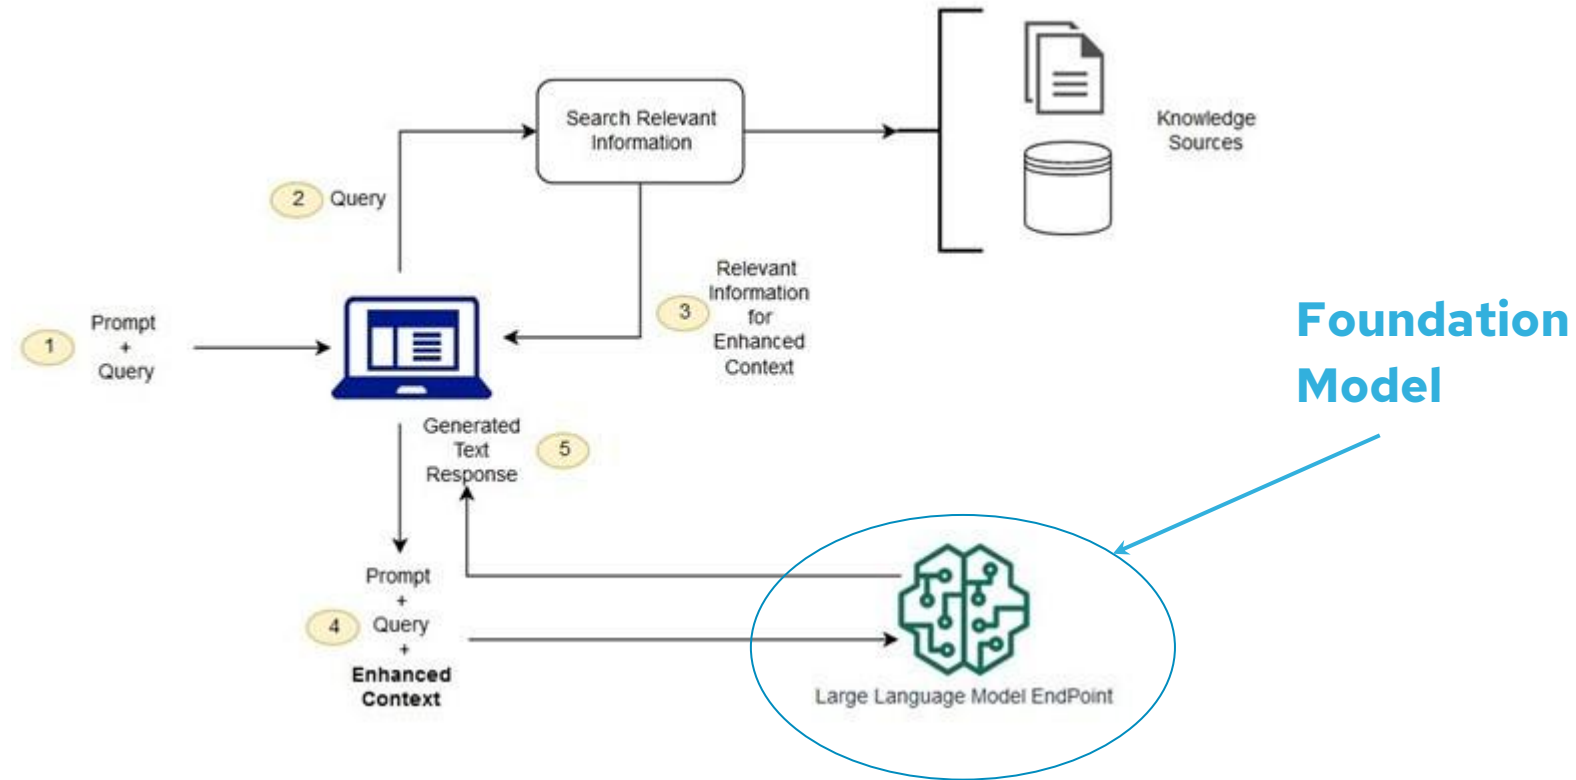 1
Prompt
+
Query
2
Query
Search Relevant
Information
Knowledge
Sources
3
Relevant
Information
for
Enhanced
Context
Generated
Text
Response
5
4
Prompt
+
Query
+
Enhanced
Context
Large Language Model EndPoint
Foundation
Model